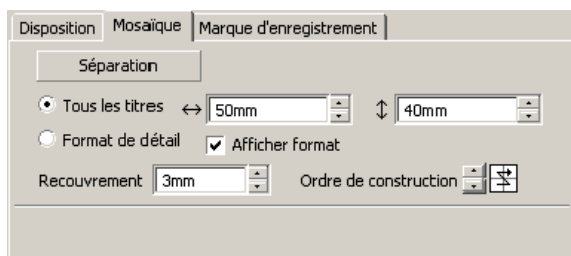 Disposition Mosaïque Marque d'enregistrement
Séparation
Tous les titres 50mm 40mm
Format de détail Afficher format
Recouvrement 3mm Ordre de construction